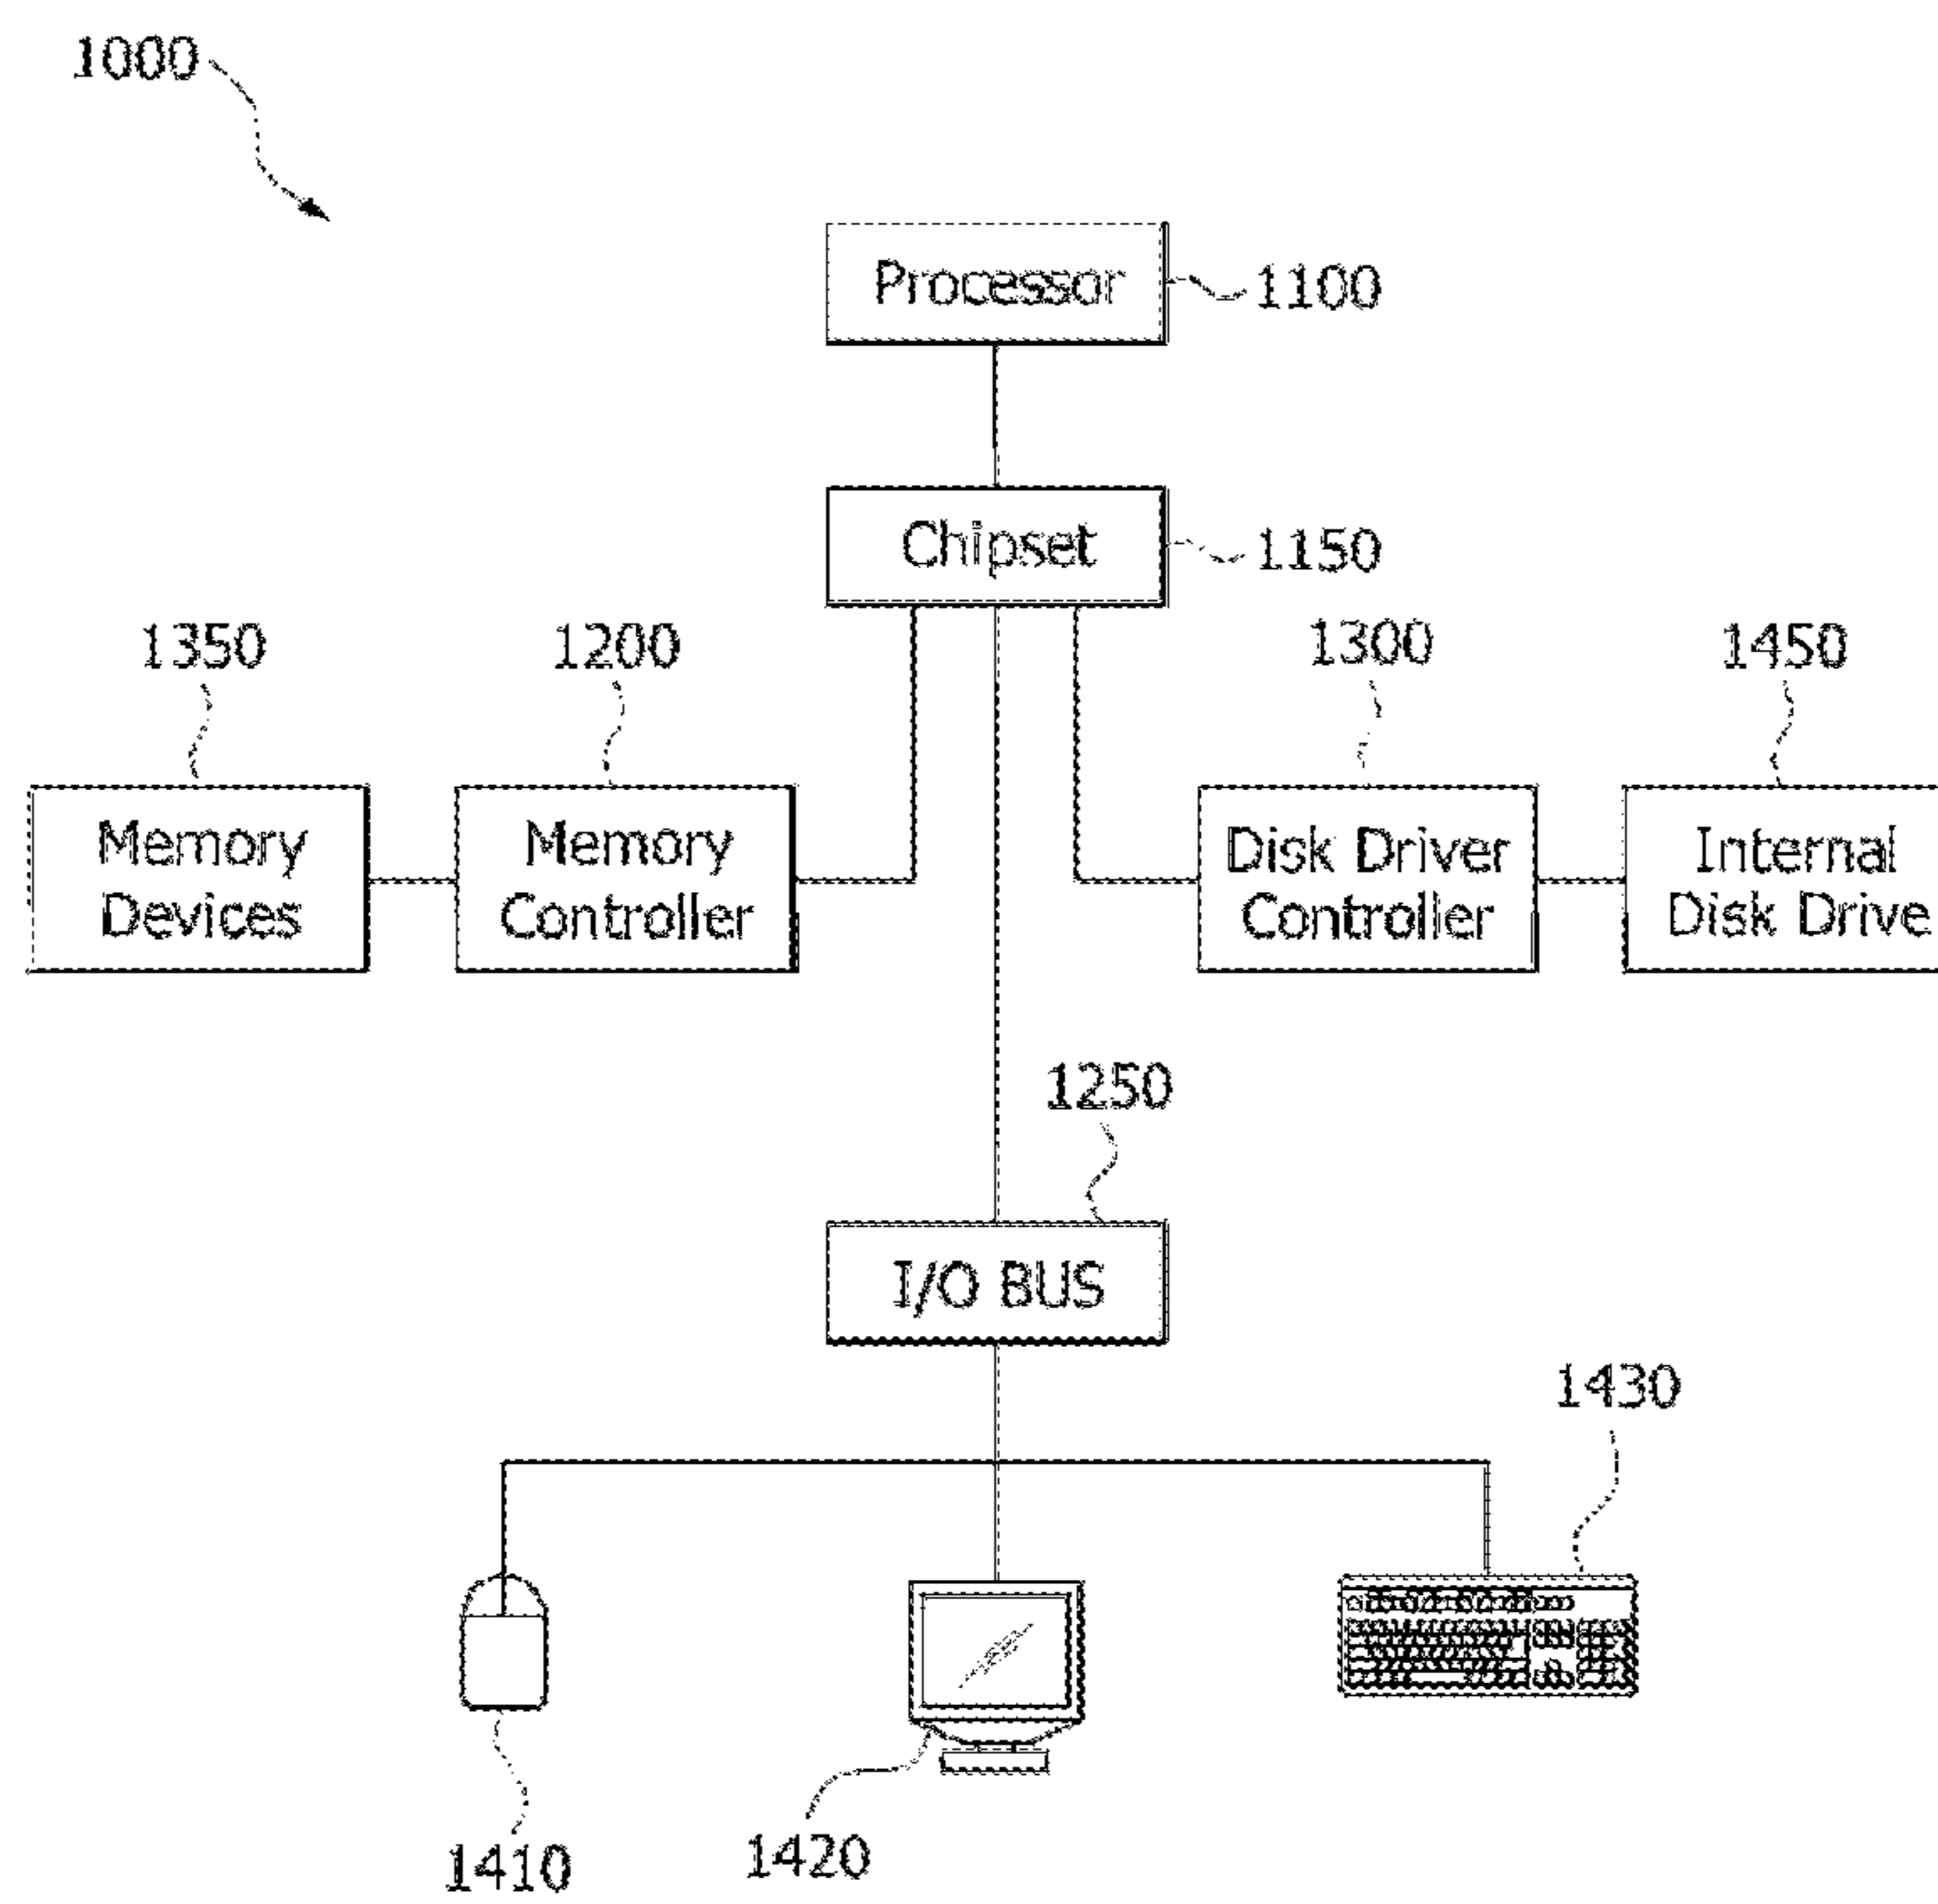 1000
Processor
1100
Chipset
1150
1350
1200
1300
1450
Memory
Devices
Memory
Controller
Disk Driver
Controller
Internal
Disk Drive
1250
I/O BUS
1430
1410
1420